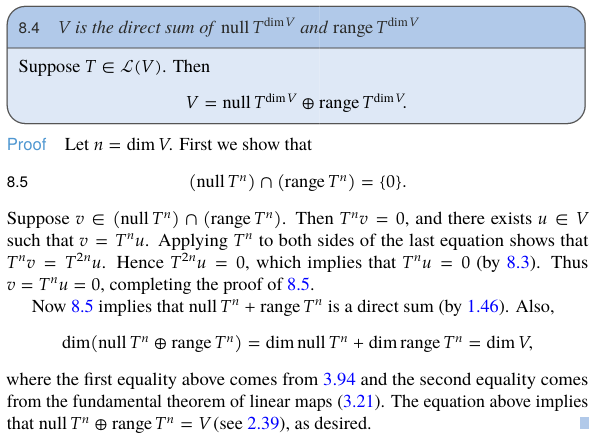 8.4 V is the direct sum of null T^{dim V} and range T^{dim V}
Suppose T ∈ ℒ(V). Then
V = null T^{dim V} ⊕ range T^{dim V}.
Proof Let n = dim V. First we show that
8.5 (null T^n) ∩ (range T^n) = {0}.
Suppose v ∈ (null T^n) ∩ (range T^n). Then T^n v = 0, and there exists u ∈ V
such that v = T^n u. Applying T^n to both sides of the last equation shows that
T^n v = T^{2n} u. Hence T^{2n} u = 0, which implies that T^n u = 0 (by 8.3). Thus
v = T^n u = 0, completing the proof of 8.5.
Now 8.5 implies that null T^n + range T^n is a direct sum (by 1.46). Also,
dim(null T^n ⊕ range T^n) = dim null T^n + dim range T^n = dim V,
where the first equality above comes from 3.94 and the second equality comes
from the fundamental theorem of linear maps (3.21). The equation above implies
that null T^n ⊕ range T^n = V (see 2.39), as desired.